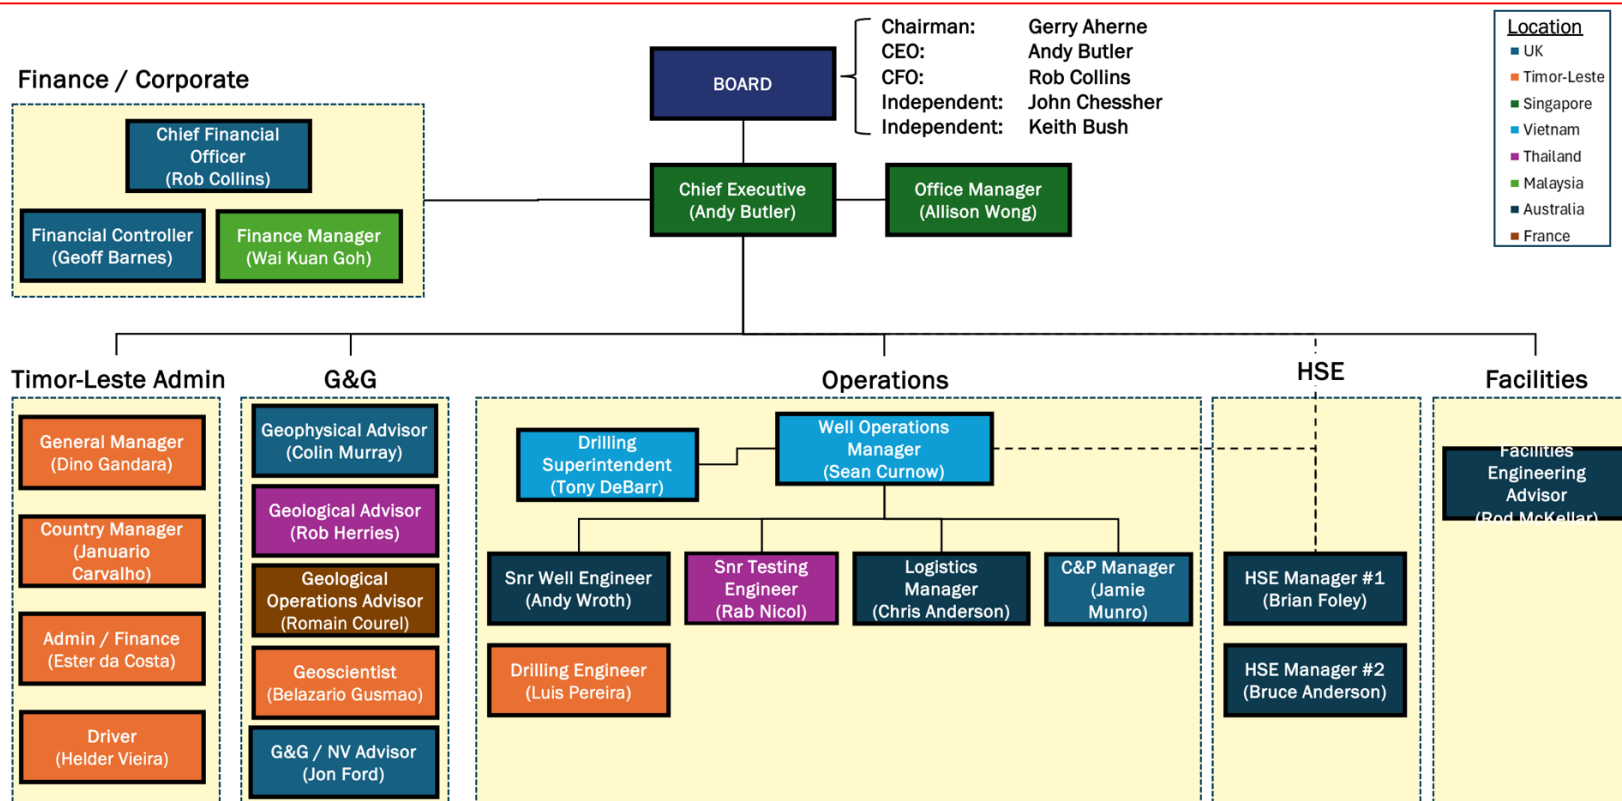 Chairman: Gerry Aherne
CEO: Andy Butler
CFO: Rob Collins
Independent: John Chessher
Independent: Keith Bush
BOARD
Location
UK
Timor-Leste
Singapore
Vietnam
Thailand
Malaysia
Australia
France
Finance / Corporate
Chief Financial
Officer
(Rob Collins)
Financial Controller
(Geoff Barnes)
Finance Manager
(Wai Kuan Goh)
Chief Executive
(Andy Butler)
Office Manager
(Allison Wong)
Timor-Leste Admin
General Manager
(Dino Gandara)
Country Manager
(Januario
Carvalho)
Admin / Finance
(Ester da Costa)
Driver
(Helder Vieira)
G&G
Geophysical Advisor
(Colin Murray)
Geological Advisor
(Rob Herries)
Geological
Operations Advisor
(Romain Courel)
Geoscientist
(Belazario Gusmao)
G&G / NV Advisor
(Jon Ford)
Operations
Drilling
Superintendent
(Tony DeBarr)
Well Operations
Manager
(Sean Curnow)
Snr Well Engineer
(Andy Wroth)
Snr Testing
Engineer
(Rab Nicol)
Logistics
Manager
(Chris Anderson)
C&P Manager
(Jamie
Munro)
Drilling Engineer
(Luis Pereira)
HSE
HSE Manager #1
(Brian Foley)
HSE Manager #2
(Bruce Anderson)
Facilities
Facilities
Engineering
Advisor
(Rod McKellar)